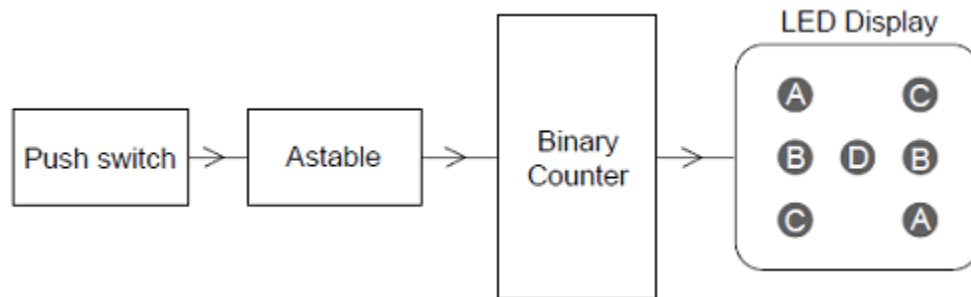 LED Display
Push switch
Astable
Binary
Counter
A C
B D B
C A